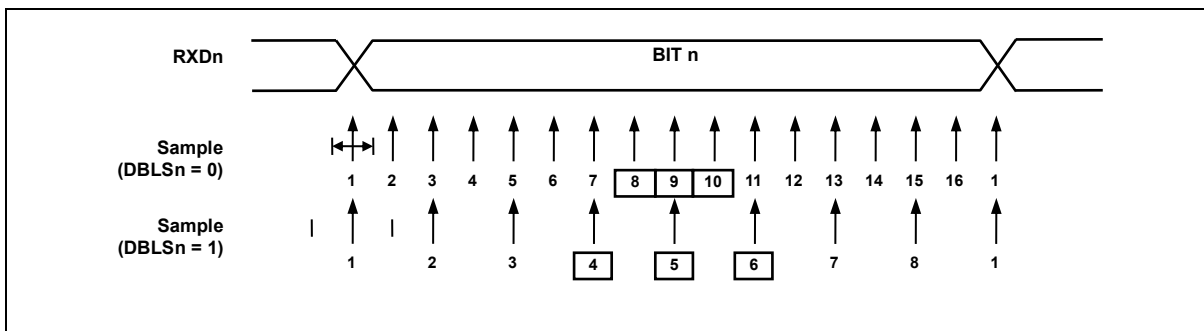 RXDn
BIT n
Sample
(DBLSn = 0)
1 2 3 4 5 6 7 8 9 10 11 12 13 14 15 16 1
Sample
(DBLSn = 1)
1 2 3 4 5 6 7 8 1